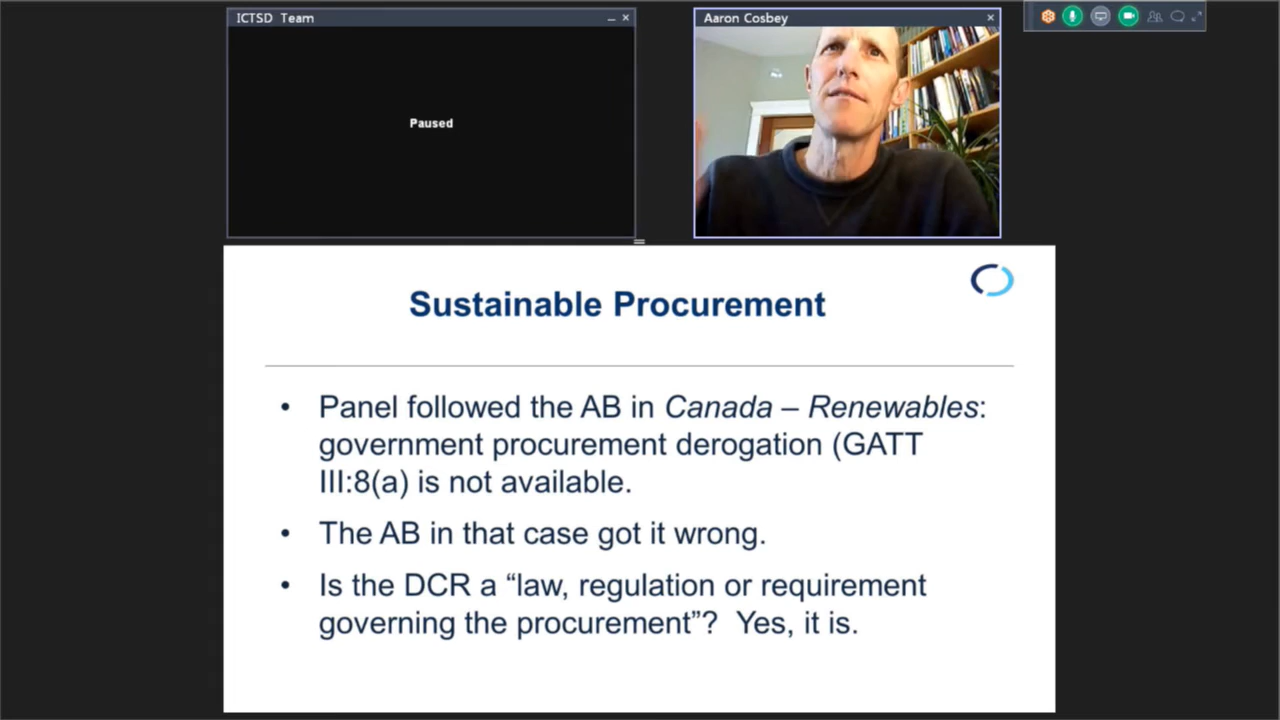 ICTSD Team
Aaron Cosbey
Paused
Sustainable Procurement
• Panel followed the AB in Canada – Renewables:
government procurement derogation (GATT
III:8(a) is not available.
• The AB in that case got it wrong.
• Is the DCR a “law, regulation or requirement
governing the procurement”? Yes, it is.